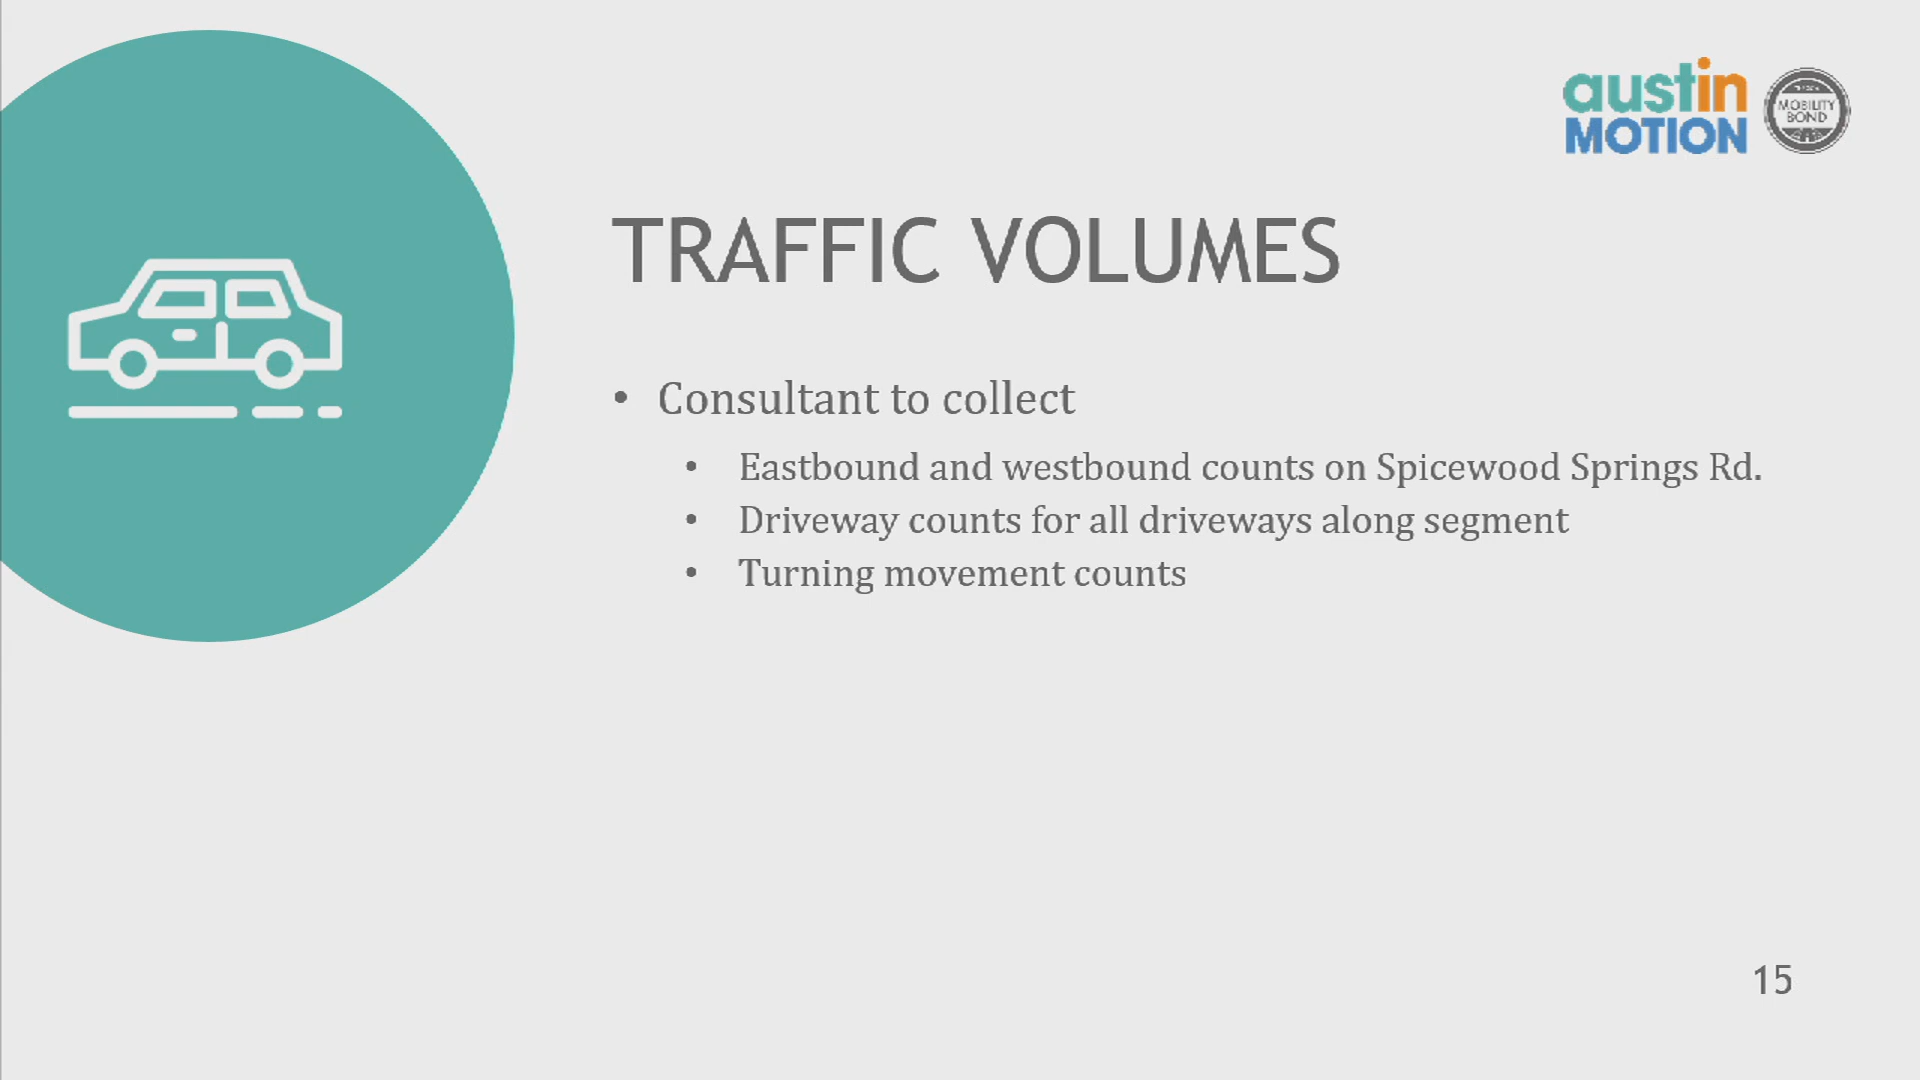 austin
MOTION
MOBILITY
BOND
TRAFFIC VOLUMES
• Consultant to collect
• Eastbound and westbound counts on Spicewood Springs Rd.
• Driveway counts for all driveways along segment
• Turning movement counts
15